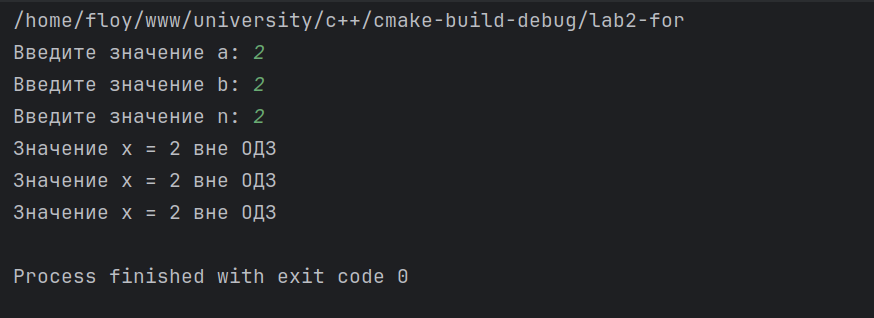 /home/floy/www/university/c++/cmake-build-debug/lab2-for
Введите значение a: 2
Введите значение b: 2
Введите значение n: 2
Значение x = 2 вне ОДЗ
Значение x = 2 вне ОДЗ
Значение x = 2 вне ОДЗ
Process finished with exit code 0